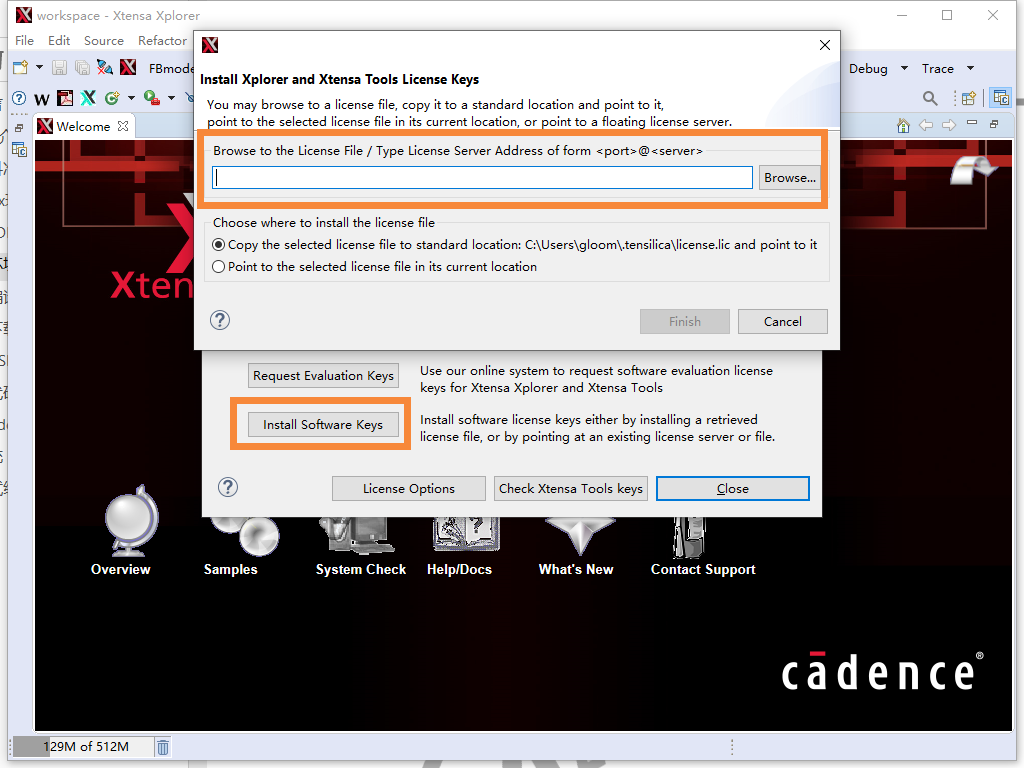 workspace - Xtensa Xplorer
File Edit Source Refactor
FBmode
Debug Trace
Welcome
Install Xplorer and Xtensa Tools License Keys
You may browse to a license file, copy it to a standard location and point to it,
point to the selected license file in its current location, or point to a floating license server.
Browse to the License File / Type License Server Address of form <port>@<server>
Browse...
Choose where to install the license file
Copy the selected license file to standard location: C:\Users\gloom\.tensilica\license.lic and point to it
Point to the selected license file in its current location
Finish Cancel
Xten
Request Evaluation Keys
Use our online system to request software evaluation license
keys for Xtensa Xplorer and Xtensa Tools
Install Software Keys
Install software license keys either by installing a retrieved
license file, or by pointing at an existing license server or file.
License Options Check Xtensa Tools keys Close
Overview Samples System Check Help/Docs What's New Contact Support
cādence®
129M of 512M